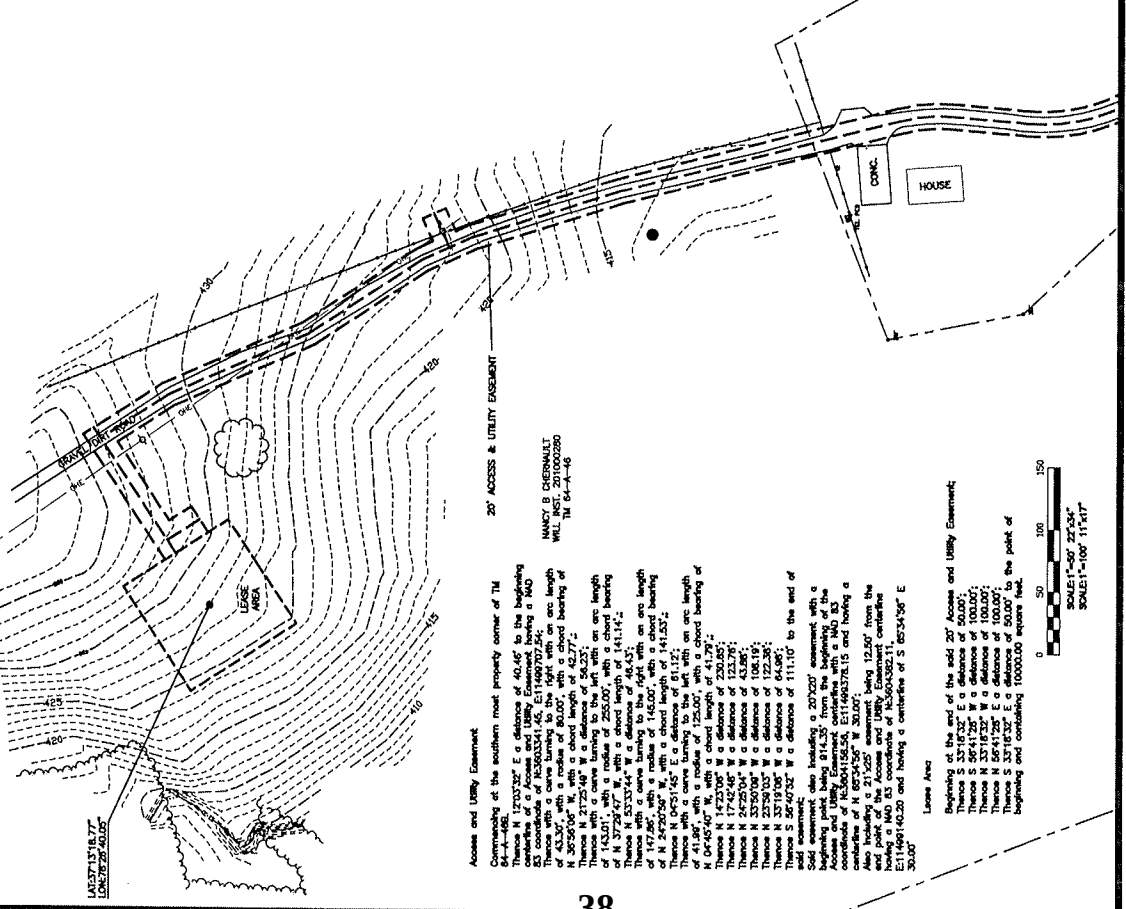 LAT:37°13'18.77"
LON:78°28'40.05"
GRAVEL/DIRT ROAD
OHE
OHE
OHE
430
425
420
420
420
415
415
410
LEASE
AREA
20' ACCESS & UTILITY EASEMENT
NANCY B CHERNAULT
WILL INST. 201000280
TM 64-A-46
CONC.
HOUSE
Access and Utility Easement
Commencing at the southern most property corner of TM
64-A-46BL
Thence N 12°03'32" E a distance of 40.46' to the beginning
centerline of a Access and Utility Easement having a NAD
83 coordinate of N:3603341.45, E:11499707.54;
Thence with a curve turning to the right with an arc length
of 43.30', with a radius of 80.00', with a chord bearing of
N 36°56'06" W, with a chord length of 42.77';
Thence N 21°25'49" W a distance of 56.23';
Thence with a curve turning to the left with an arc length
of 143.01', with a radius of 255.00', with a chord bearing
of N 37°29'47" W, with a chord length of 141.14';
Thence N 53°33'44" W a distance of 46.43';
Thence with a curve turning to the right with an arc length
of 147.86', with a radius of 145.00', with a chord bearing
of N 24°20'59" W, with a chord length of 141.53';
Thence N 04°51'45" E a distance of 61.12';
Thence with a curve turning to the left with an arc length
of 41.99', with a radius of 125.00', with a chord bearing of
N 04°45'40" W, with a chord length of 41.79';
Thence N 14°23'06" W a distance of 230.85';
Thence N 17°42'46" W a distance of 123.76';
Thence N 24°25'04" W a distance of 43.86';
Thence N 33°50'09" W a distance of 106.19';
Thence N 23°59'03" W a distance of 122.38';
Thence N 33°19'06" W a distance of 64.96';
Thence S 56°40'52" W a distance of 111.10' to the end of
said easement;
Said easement also including a 20'X20' easement with a
beginning point being 914.35' from the beginning of the
Access and Utility Easement centerline with a NAD 83
coordinate of N:3604158.56, E:11499378.15 and having a
centerline of N 65°34'56" W 30.00';
Also including a 21'x25' easement being 12.50' from the
end point of the Access and Utility Easement centerline
having a NAD 83 coordinate of N:3604382.11,
E:11499140.20 and having a centerline of S 65°34'56" E
30.00'
Lease Area
Beginning at the end of the said 20' Access and Utility Easement;
Thence S 33°18'32" E a distance of 50.00';
Thence S 56°41'28" W a distance of 100.00';
Thence N 33°18'32" W a distance of 100.00';
Thence N 56°41'28" E a distance of 100.00';
Thence S 33°18'32" E a distance of 50.00' to the point of
beginning and containing 10000.00 square feet.
0 50 100 150
SCALE:1"=50' 22"x34"
SCALE:1"=100' 11"x17"
38